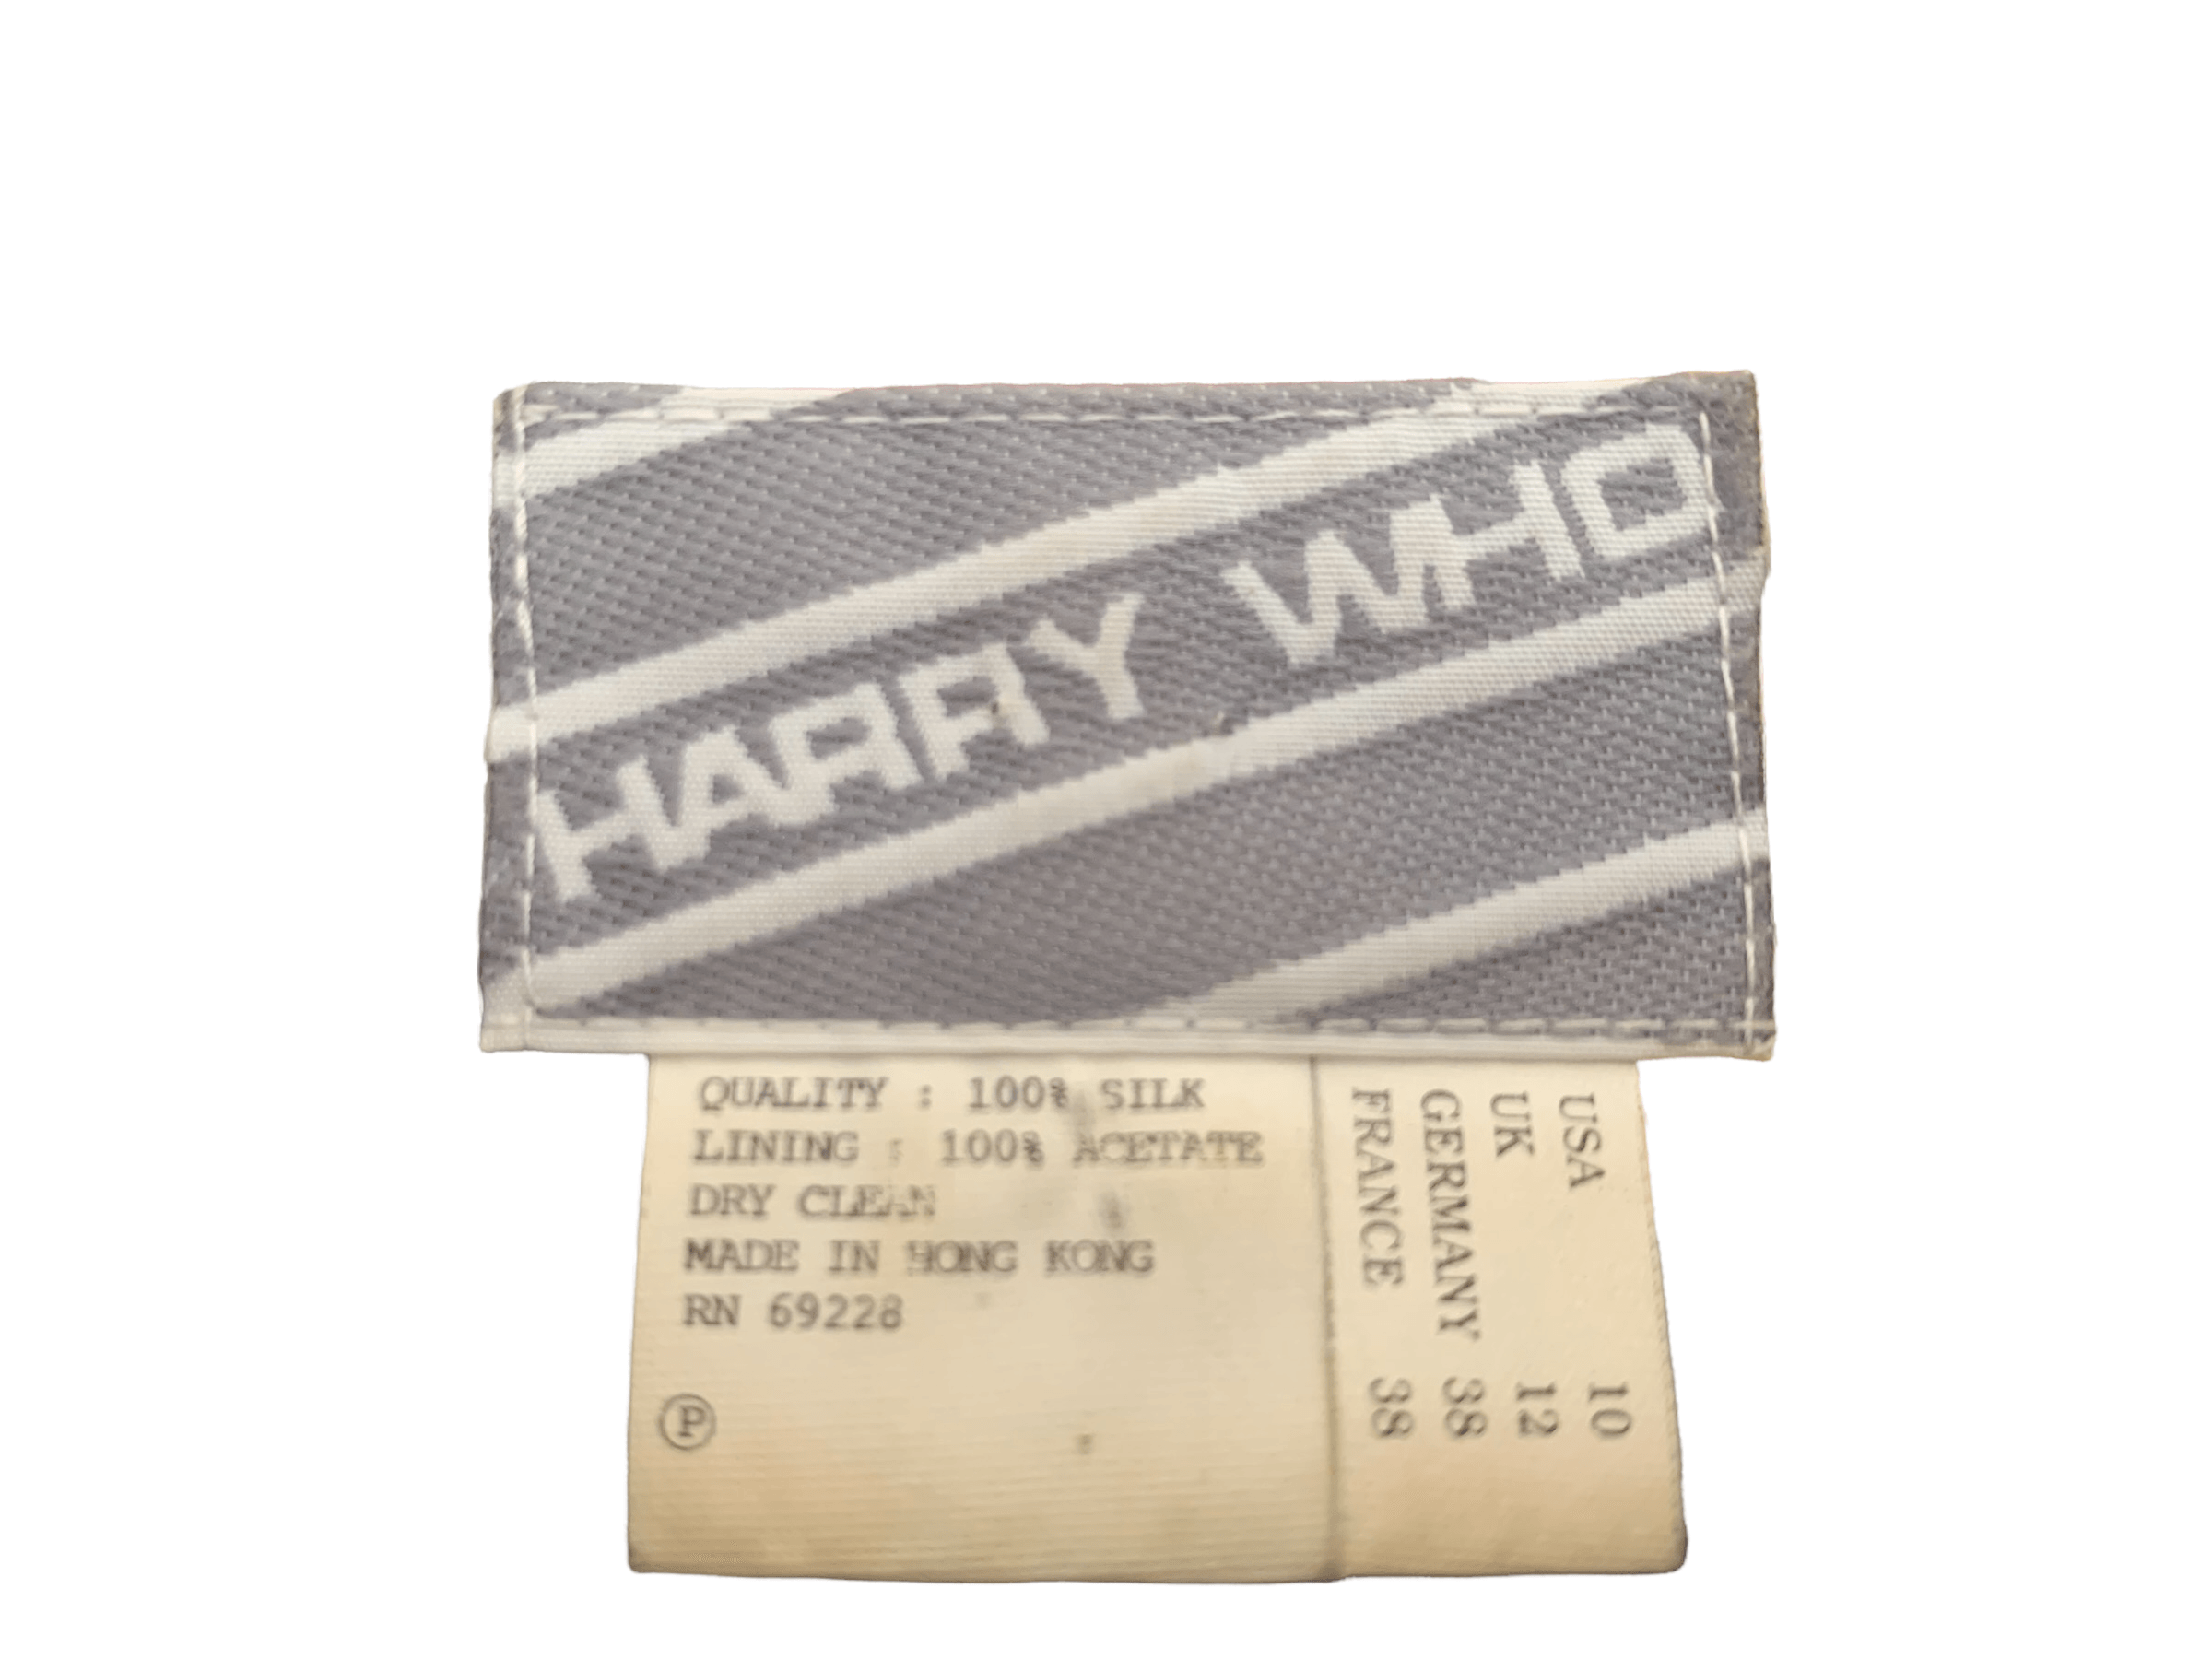 HARRY WHO
QUALITY : 100% SILK
LINING : 100% ACETATE
DRY CLEAN
MADE IN HONG KONG
RN 69228
Ⓟ
USA 10
UK 12
GERMANY 38
FRANCE 38